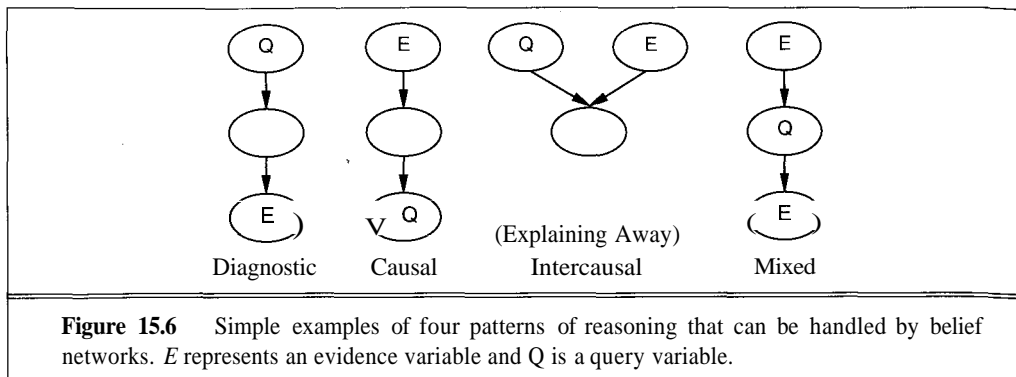 Q E Q E E
Q
E) V Q (Explaining Away) (E)
Diagnostic Causal Intercausal Mixed
Figure 15.6 Simple examples of four patterns of reasoning that can be handled by belief
networks. E represents an evidence variable and Q is a query variable.